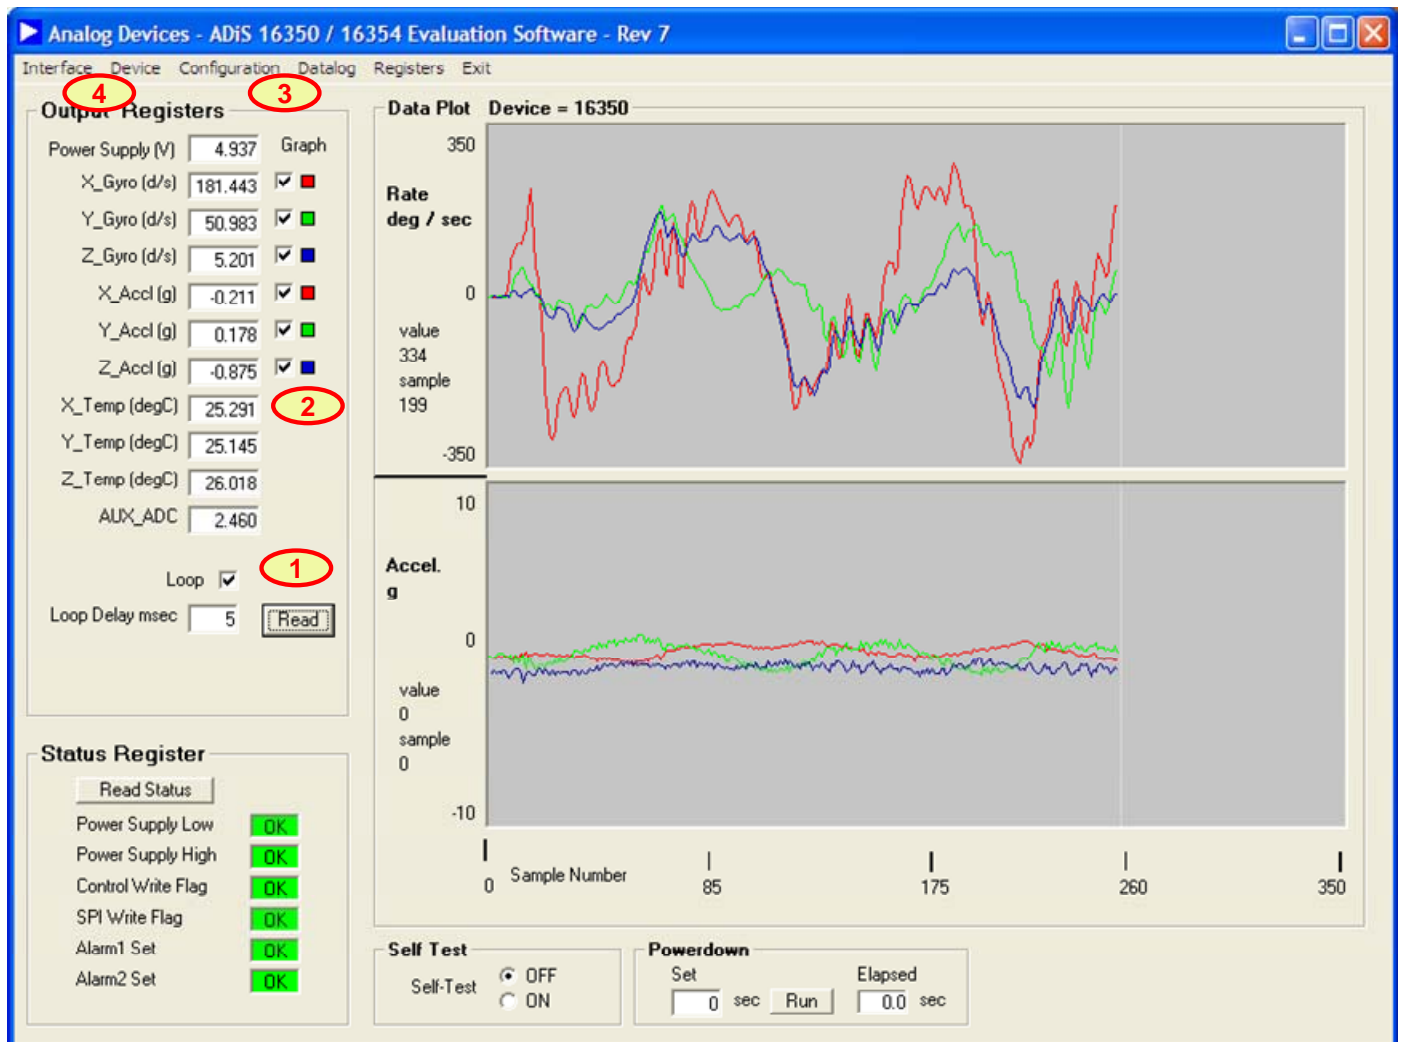 Analog Devices - ADiS 16350 / 16354 Evaluation Software - Rev 7
Interface Device Configuration Datalog Registers Exit
4
3
Output Registers
Power Supply (V) 4.937 Graph
X_Gyro (d/s) 181.443
Y_Gyro (d/s) 50.983
Z_Gyro (d/s) 5.201
X_Accl (g) -0.211
Y_Accl (g) 0.178
Z_Accl (g) -0.875
X_Temp (degC) 25.291 2
Y_Temp (degC) 25.145
Z_Temp (degC) 26.018
AUX_ADC 2.460
Loop 1
Loop Delay msec 5 Read
Status Register
Read Status
Power Supply Low OK
Power Supply High OK
Control Write Flag OK
SPI Write Flag OK
Alarm1 Set OK
Alarm2 Set OK
Data Plot Device = 16350
350
Rate
deg / sec
0
value
334
sample
199
-350
10
Accel.
g
0
value
0
sample
0
-10
0 Sample Number 85 175 260 350
Self Test
Self-Test OFF
ON
Powerdown
Set Elapsed
0 sec Run 0.0 sec